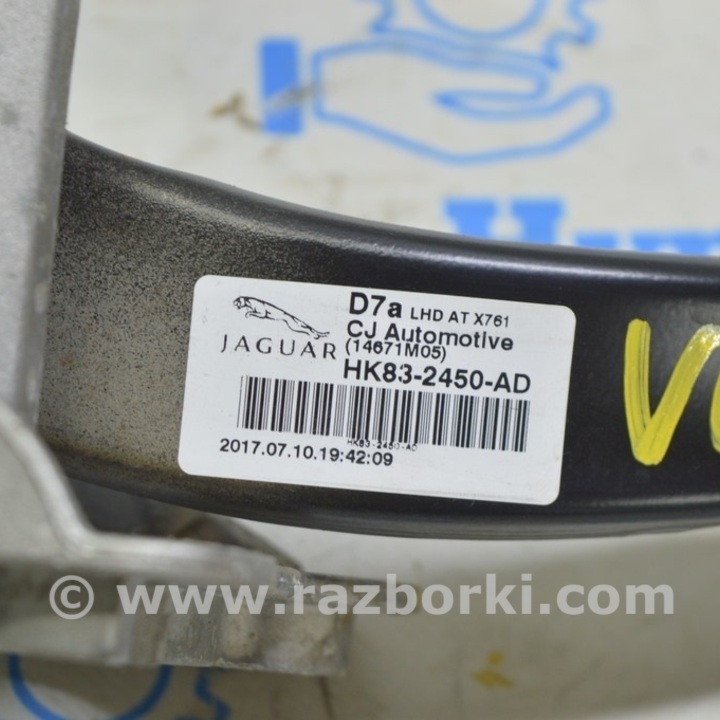 D7a LHD AT X761
CJ Automotive
JAGUAR (14671M05)
HK83-2450-AD
HK83-2450-AD
2017.07.10.19:42:09
© www.razborki.com